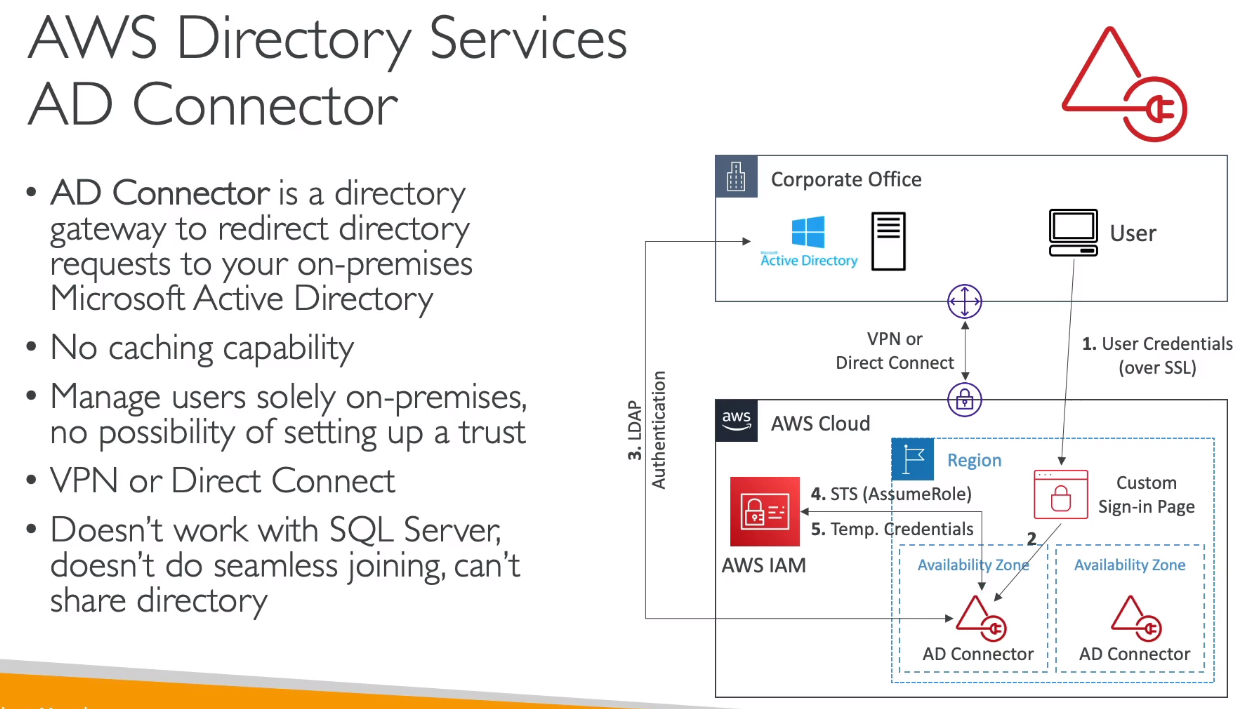 AWS Directory Services
AD Connector
• AD Connector is a directory
gateway to redirect directory
requests to your on-premises
Microsoft Active Directory
• No caching capability
• Manage users solely on-premises,
no possibility of setting up a trust
• VPN or Direct Connect
• Doesn't work with SQL Server,
doesn't do seamless joining, can't
share directory
Corporate Office
Microsoft
Active Directory
User
VPN or
Direct Connect
1. User Credentials
(over SSL)
3. LDAP
Authentication
aws
AWS Cloud
Region
Custom
Sign-in Page
4. STS (AssumeRole)
5. Temp. Credentials
2
AWS IAM
Availability Zone
Availability Zone
AD Connector
AD Connector